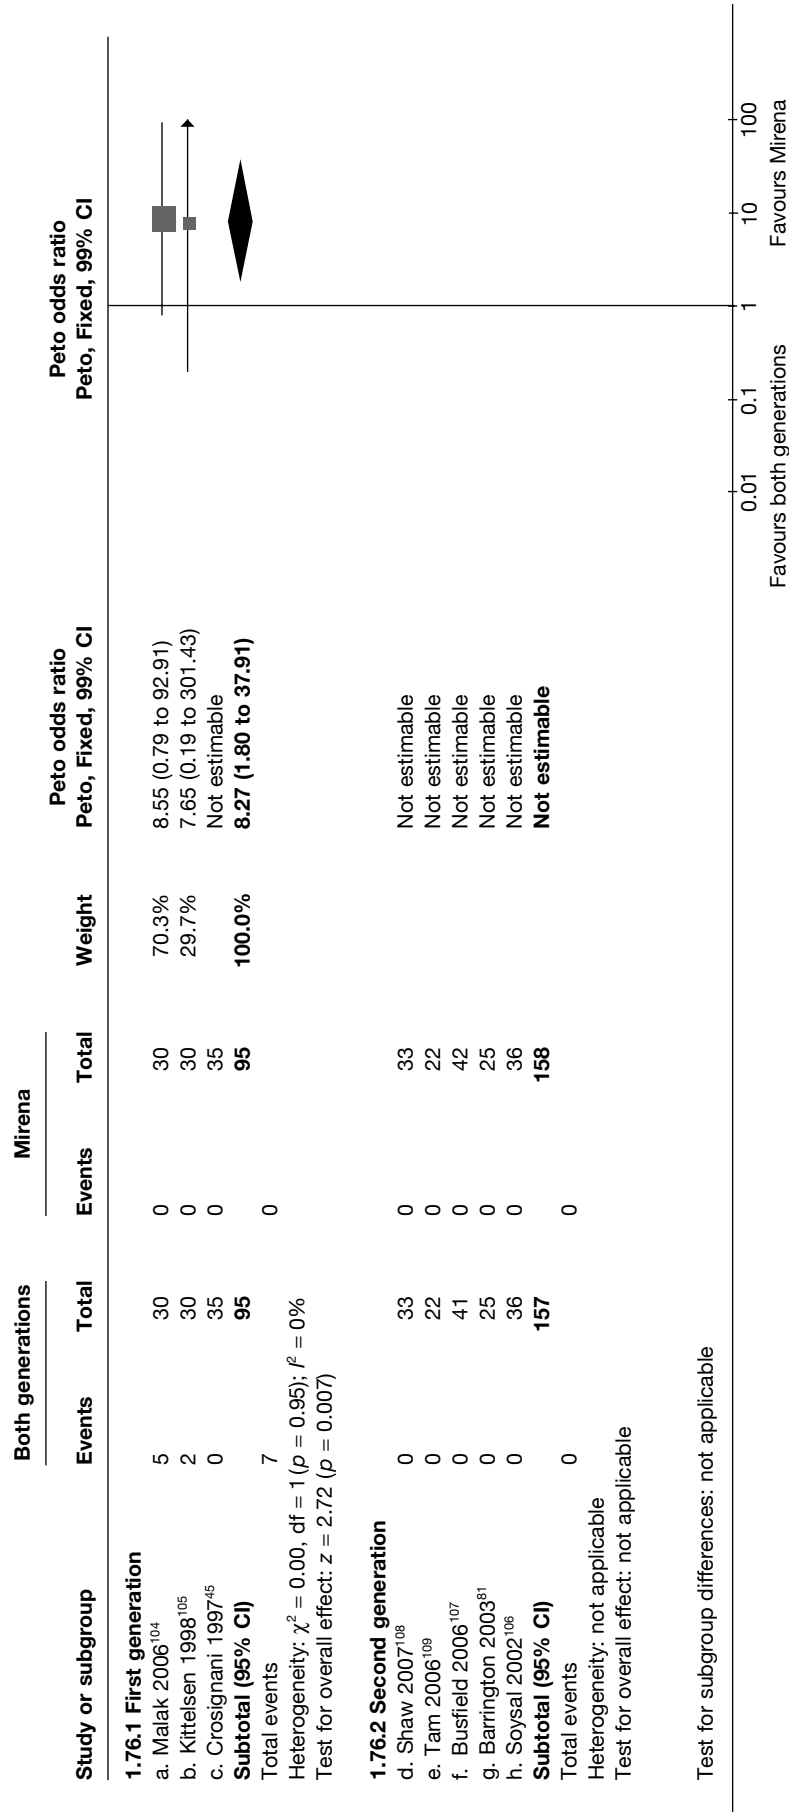 Both generations Mirena Peto odds ratio Peto odds ratio
Study or subgroup Events Total Events Total Weight Peto, Fixed, 99% CI Peto, Fixed, 99% CI
1.76.1 First generation
a. Malak 2006104 5 30 0 30 70.3% 8.55 (0.79 to 92.91)
b. Kittelsen 1998105 2 30 0 30 29.7% 7.65 (0.19 to 301.43)
c. Crosignani 199745 0 35 0 35 Not estimable
Subtotal (95% CI) 95 95 100.0% 8.27 (1.80 to 37.91)
Total events 7 0
Heterogeneity: χ2 = 0.00, df = 1 (p = 0.95); I2 = 0%
Test for overall effect: z = 2.72 (p = 0.007)
1.76.2 Second generation
d. Shaw 2007108 0 33 0 33 Not estimable
e. Tam 2006109 0 22 0 22 Not estimable
f. Busfield 2006107 0 41 0 42 Not estimable
g. Barrington 200381 0 25 0 25 Not estimable
h. Soysal 2002106 0 36 0 36 Not estimable
Subtotal (95% CI) 157 158 Not estimable
Total events 0 0
Heterogeneity: not applicable
Test for overall effect: not applicable
Test for subgroup differences: not applicable
0.01 0.1 1 10 100
Favours both generations Favours Mirena